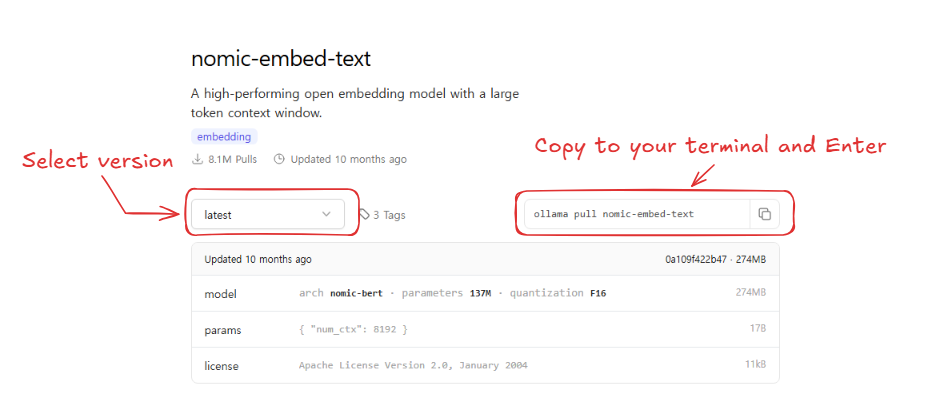 nomic-embed-text
A high-performing open embedding model with a large
token context window.
embedding
8.1M Pulls Updated 10 months ago
Select version
Copy to your terminal and Enter
latest
3 Tags
ollama pull nomic-embed-text
Updated 10 months ago 0a109f422b47 · 274MB
model arch nomic-bert · parameters 137M · quantization F16 274MB
params { "num_ctx": 8192 } 17B
license Apache License Version 2.0, January 2004 11kB